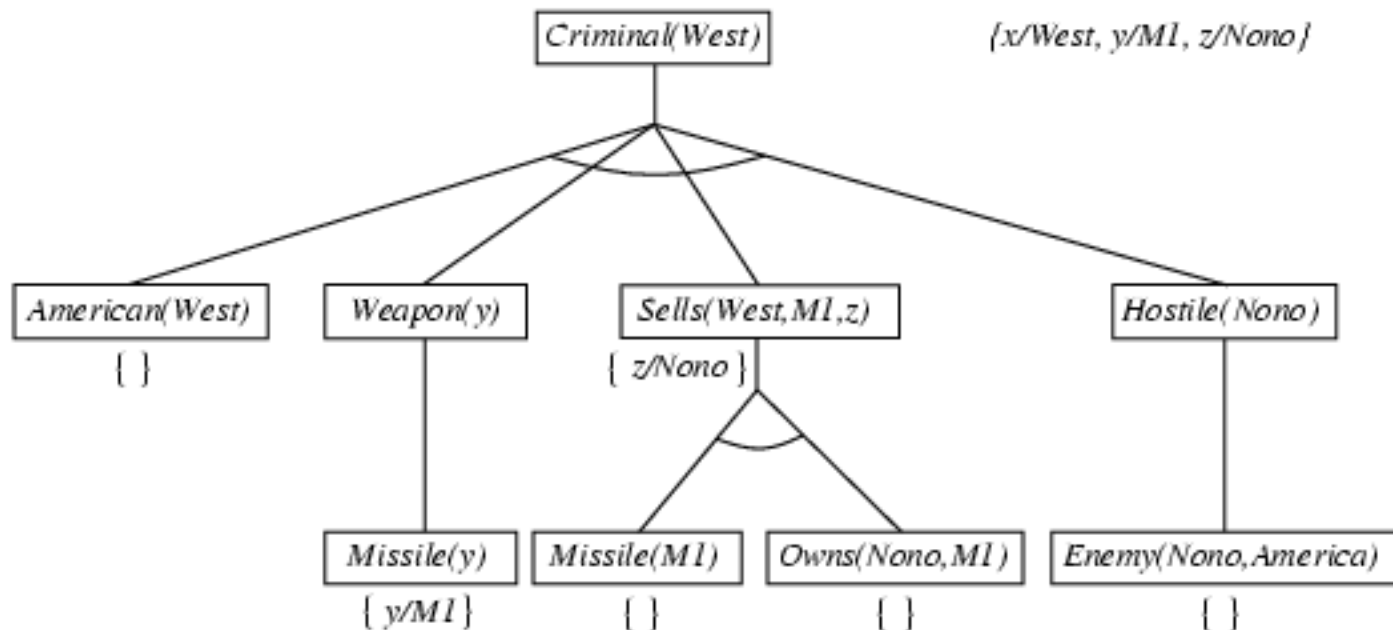 Criminal(West)
{x/West, y/M1, z/Nono}
American(West)
Weapon(y)
Sells(West,M1,z)
Hostile(Nono)
{ }
{ z/Nono }
Missile(y)
Missile(M1)
Owns(Nono,M1)
Enemy(Nono,America)
{ y/M1 }
{ }
{ }
{ }